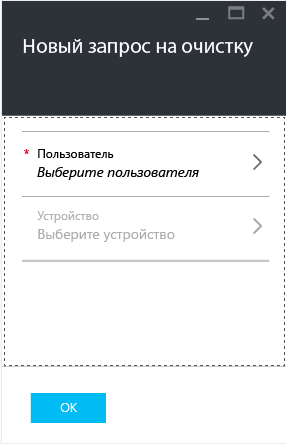 Новый запрос на очистку
* Пользователь
Выберите пользователя
Устройство
Выберите устройство
OK